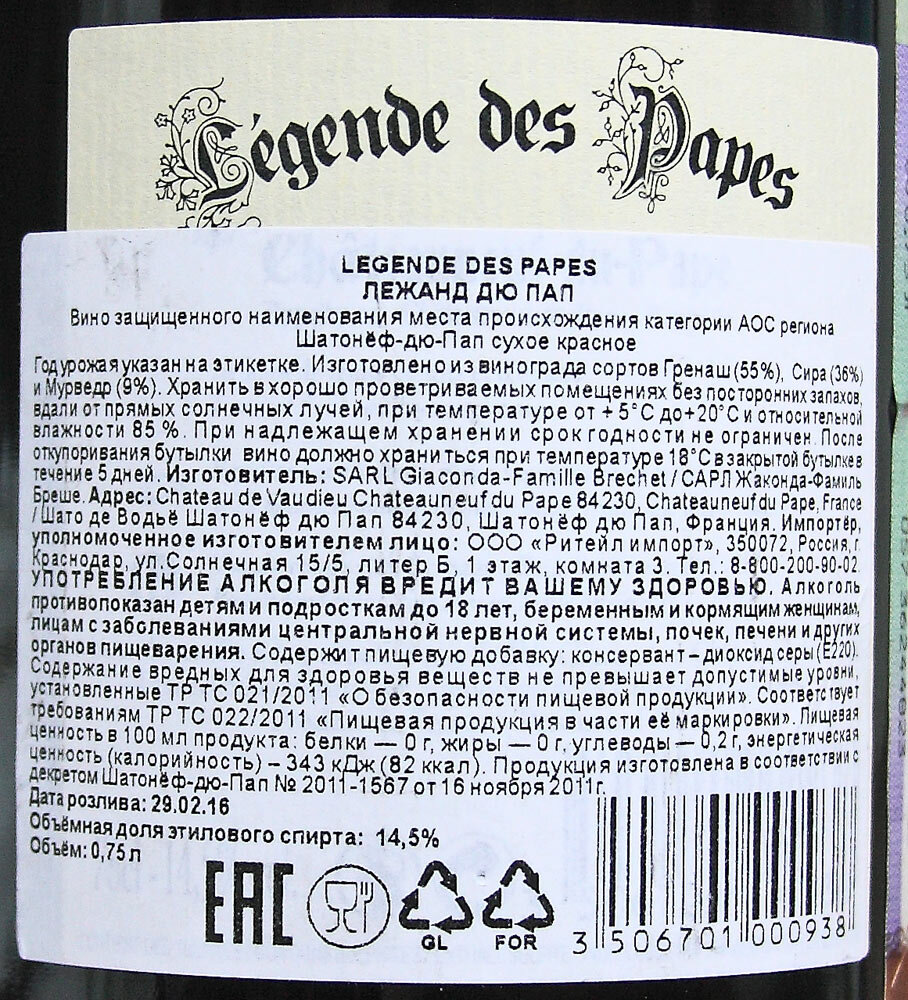 Légende des Papes
LEGENDE DES PAPES
ЛЕЖАНД ДЮ ПАП
Вино защищенного наименования места происхождения категории АОС региона
Шатонёф-дю-Пап сухое красное
Год урожая указан на этикетке. Изготовлено из винограда сортов Гренаш (55%), Сира (36%)
и Мурведр (9%). Хранить в хорошо проветриваемых помещениях без посторонних запахов,
вдали от прямых солнечных лучей, при температуре от + 5°С до +20°С и относительной
влажности 85 %. При надлежащем хранении срок годности не ограничен. После
откупоривания бутылки вино должно храниться при температуре 18°С в закрытой бутылке в
течение 5 дней. Изготовитель: SARL Giaconda-Famille Brechet / САРЛ Жаконда-Фамиль
Бреше. Адрес: Chateau de Vaudieu Chateauneuf du Pape 84230, Chateauneuf du Pape, France
/ Шато де Водьё Шатонёф дю Пап 84230, Шатонёф дю Пап, Франция. Импортёр,
уполномоченное изготовителем лицо: ООО «Ритейл импорт», 350072, Россия, г.
Краснодар, ул.Солнечная 15/5, литер Б, 1 этаж, комната 3. Тел.: 8-800-200-90-02.
УПОТРЕБЛЕНИЕ АЛКОГОЛЯ ВРЕДИТ ВАШЕМУ ЗДОРОВЬЮ. Алкоголь
противопоказан детям и подросткам до 18 лет, беременным и кормящим женщинам,
лицам с заболеваниями центральной нервной системы, почек, печени и других
органов пищеварения. Содержит пищевую добавку: консервант – диоксид серы (Е220).
Содержание вредных для здоровья веществ не превышает допустимые уровни,
установленные ТР ТС 021/2011 «О безопасности пищевой продукции». Соответствует
требованиям ТР ТС 022/2011 «Пищевая продукция в части её маркировки». Пищевая
ценность в 100 мл продукта: белки — 0 г, жиры — 0 г, углеводы — 0,2 г, энергетическая
ценность (калорийность) – 343 кДж (82 ккал). Продукция изготовлена в соответствии с
декретом Шатонёф-дю-Пап № 2011-1567 от 16 ноября 2011г.
Дата розлива: 29.02.16
Объёмная доля этилового спирта: 14,5%
Объём: 0,75 л
EAC
GL FOR
3 506701 000938